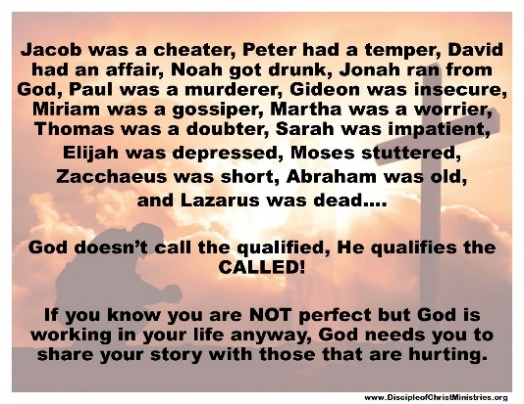 Jacob was a cheater, Peter had a temper, David
had an affair, Noah got drunk, Jonah ran from
God, Paul was a murderer, Gideon was insecure,
Miriam was a gossiper, Martha was a worrier,
Thomas was a doubter, Sarah was impatient,
Elijah was depressed, Moses stuttered,
Zacchaeus was short, Abraham was old,
and Lazarus was dead....
God doesn't call the qualified, He qualifies the
CALLED!
If you know you are NOT perfect but God is
working in your life anyway, God needs you to
share your story with those that are hurting.
www.DiscipleofChristMinistries.org